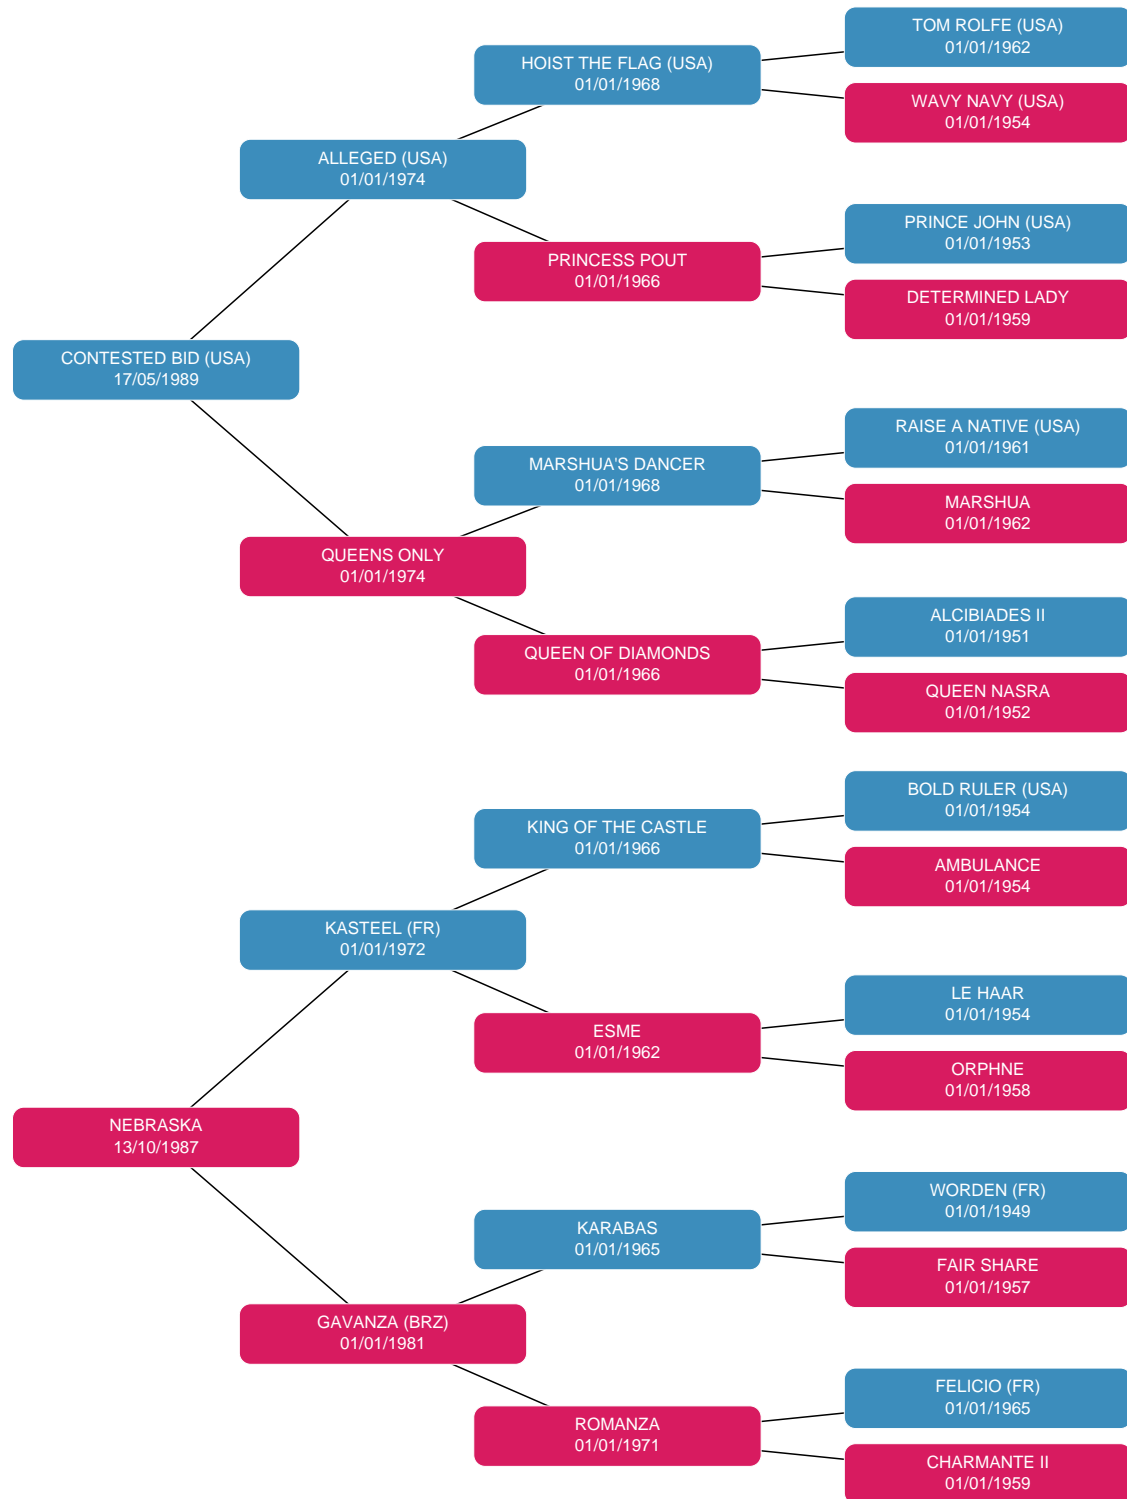 TOM ROLFE (USA)
01/01/1962
HOIST THE FLAG (USA)
01/01/1968
WAVY NAVY (USA)
01/01/1954
ALLEGED (USA)
01/01/1974
PRINCE JOHN (USA)
01/01/1953
PRINCESS POUT
01/01/1966
DETERMINED LADY
01/01/1959
CONTESTED BID (USA)
17/05/1989
RAISE A NATIVE (USA)
01/01/1961
MARSHUA'S DANCER
01/01/1968
MARSHUA
01/01/1962
QUEENS ONLY
01/01/1974
ALCIBIADES II
01/01/1951
QUEEN OF DIAMONDS
01/01/1966
QUEEN NASRA
01/01/1952
BOLD RULER (USA)
01/01/1954
KING OF THE CASTLE
01/01/1966
AMBULANCE
01/01/1954
KASTEEL (FR)
01/01/1972
LE HAAR
01/01/1954
ESME
01/01/1962
ORPHNE
01/01/1958
NEBRASKA
13/10/1987
WORDEN (FR)
01/01/1949
KARABAS
01/01/1965
FAIR SHARE
01/01/1957
GAVANZA (BRZ)
01/01/1981
FELICIO (FR)
01/01/1965
ROMANZA
01/01/1971
CHARMANTE II
01/01/1959